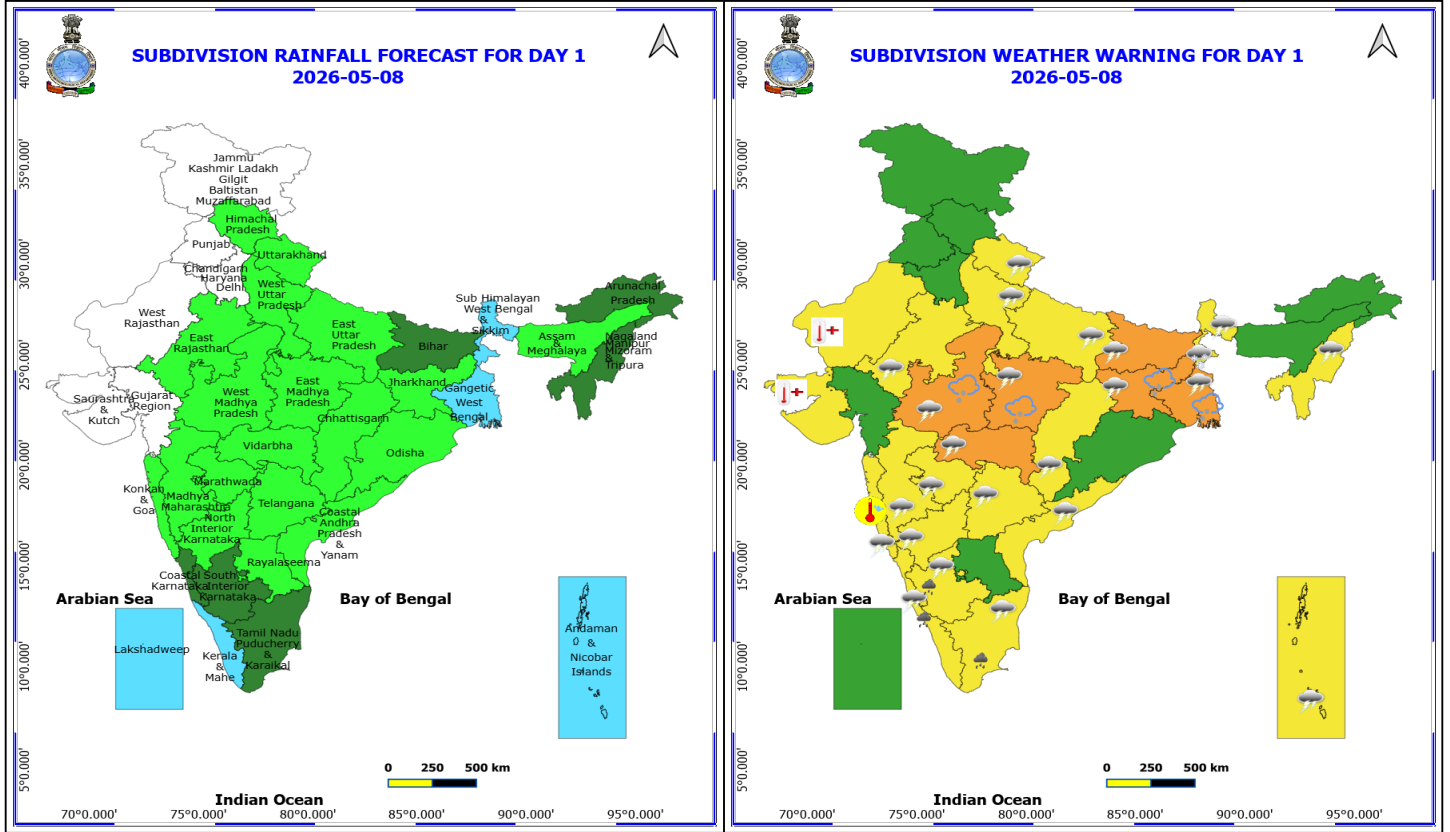 SUBDIVISION RAINFALL FORECAST FOR DAY 1
2026-05-08
40°0.000'
35°0.000'
30°0.000'
25°0.000'
20°0.000'
15°0.000'
10°0.000'
5°0.000'
Jammu
Kashmir Ladakh
Gilgit
Baltistan
Muzaffarabad
Himachal
Pradesh
Punjab
Uttarakhand
Chandigarh
Haryana
Delhi
West
Uttar
Pradesh
West
Rajasthan
East
Rajasthan
East
Uttar
Pradesh
Bihar
Sub Himalayan
West Bengal
&
Sikkim
Arunachal
Pradesh
Assam
&
Meghalaya
Nagaland
Manipur
Mizoram
&
Tripura
Saurashtra
&
Kutch
Gujarat
Region
West
Madhya
Pradesh
East
Madhya
Pradesh
Jharkhand
Gangetic
West
Bengal
Chhattisgarh
Vidarbha
Odisha
Konkan
&
Goa
Marathwada
Madhya
Maharashtra
Telangana
North
Interior
Karnataka
Coastal
Andhra
Pradesh
&
Yanam
Rayalaseema
Coastal
Karnataka
South
Interior
Karnataka
Arabian Sea
Bay of Bengal
Lakshadweep
Kerala
&
Mahe
Tamil Nadu
Puducherry
&
Karaikal
Andaman
&
Nicobar
Islands
0 250 500 km
Indian Ocean
70°0.000' 75°0.000' 80°0.000' 85°0.000' 90°0.000' 95°0.000'
SUBDIVISION WEATHER WARNING FOR DAY 1
2026-05-08
40°0.000'
35°0.000'
30°0.000'
25°0.000'
20°0.000'
15°0.000'
10°0.000'
5°0.000'
Arabian Sea
Bay of Bengal
0 250 500 km
Indian Ocean
70°0.000' 75°0.000' 80°0.000' 85°0.000' 90°0.000' 95°0.000'